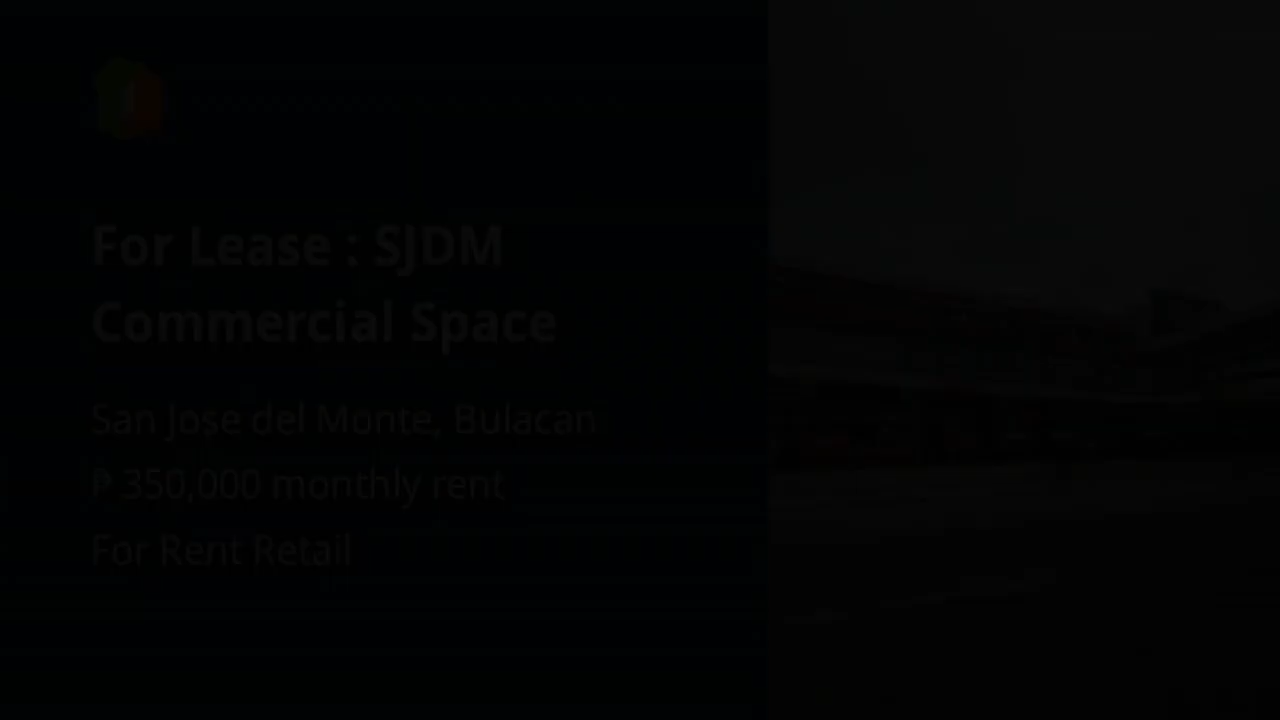 For Lease : SJDM
Commercial Space
San Jose del Monte, Bulacan
₱ 350,000 monthly rent
For Rent Retail